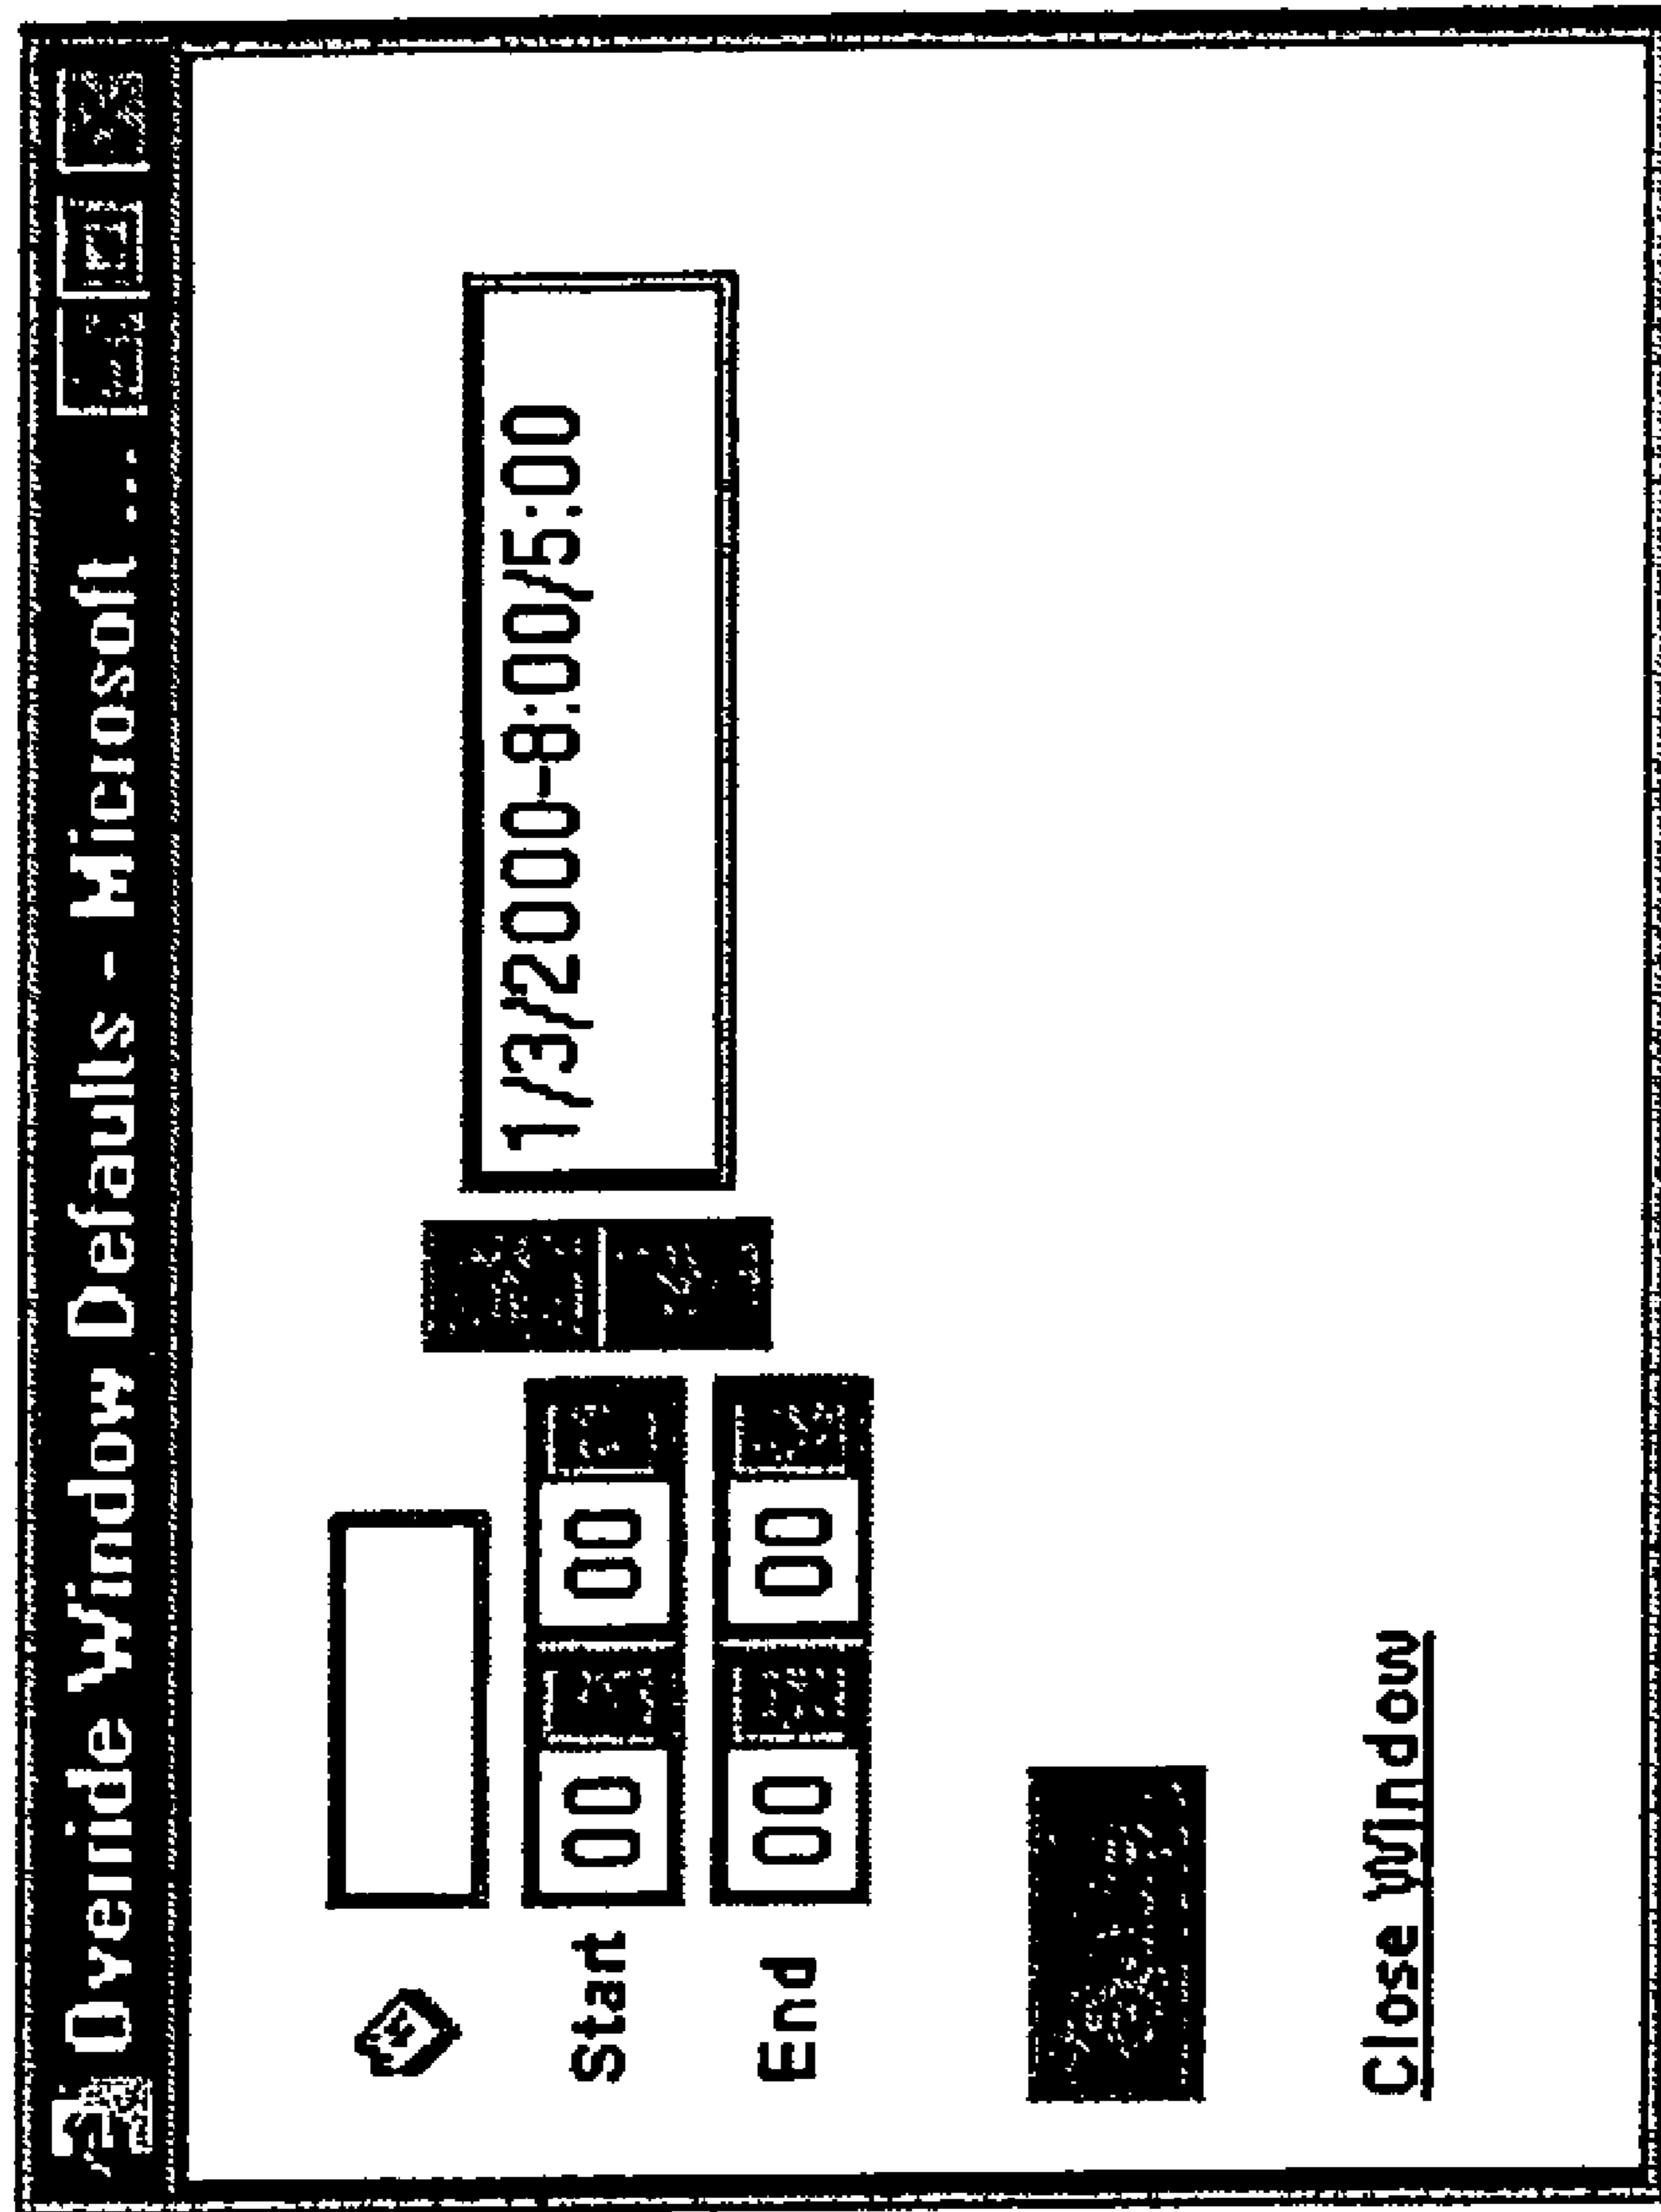 Override Window Defaults - Microsoft ...
1/3/2000-8:00/5:00
Start 00 00
End 00 00
Close Window